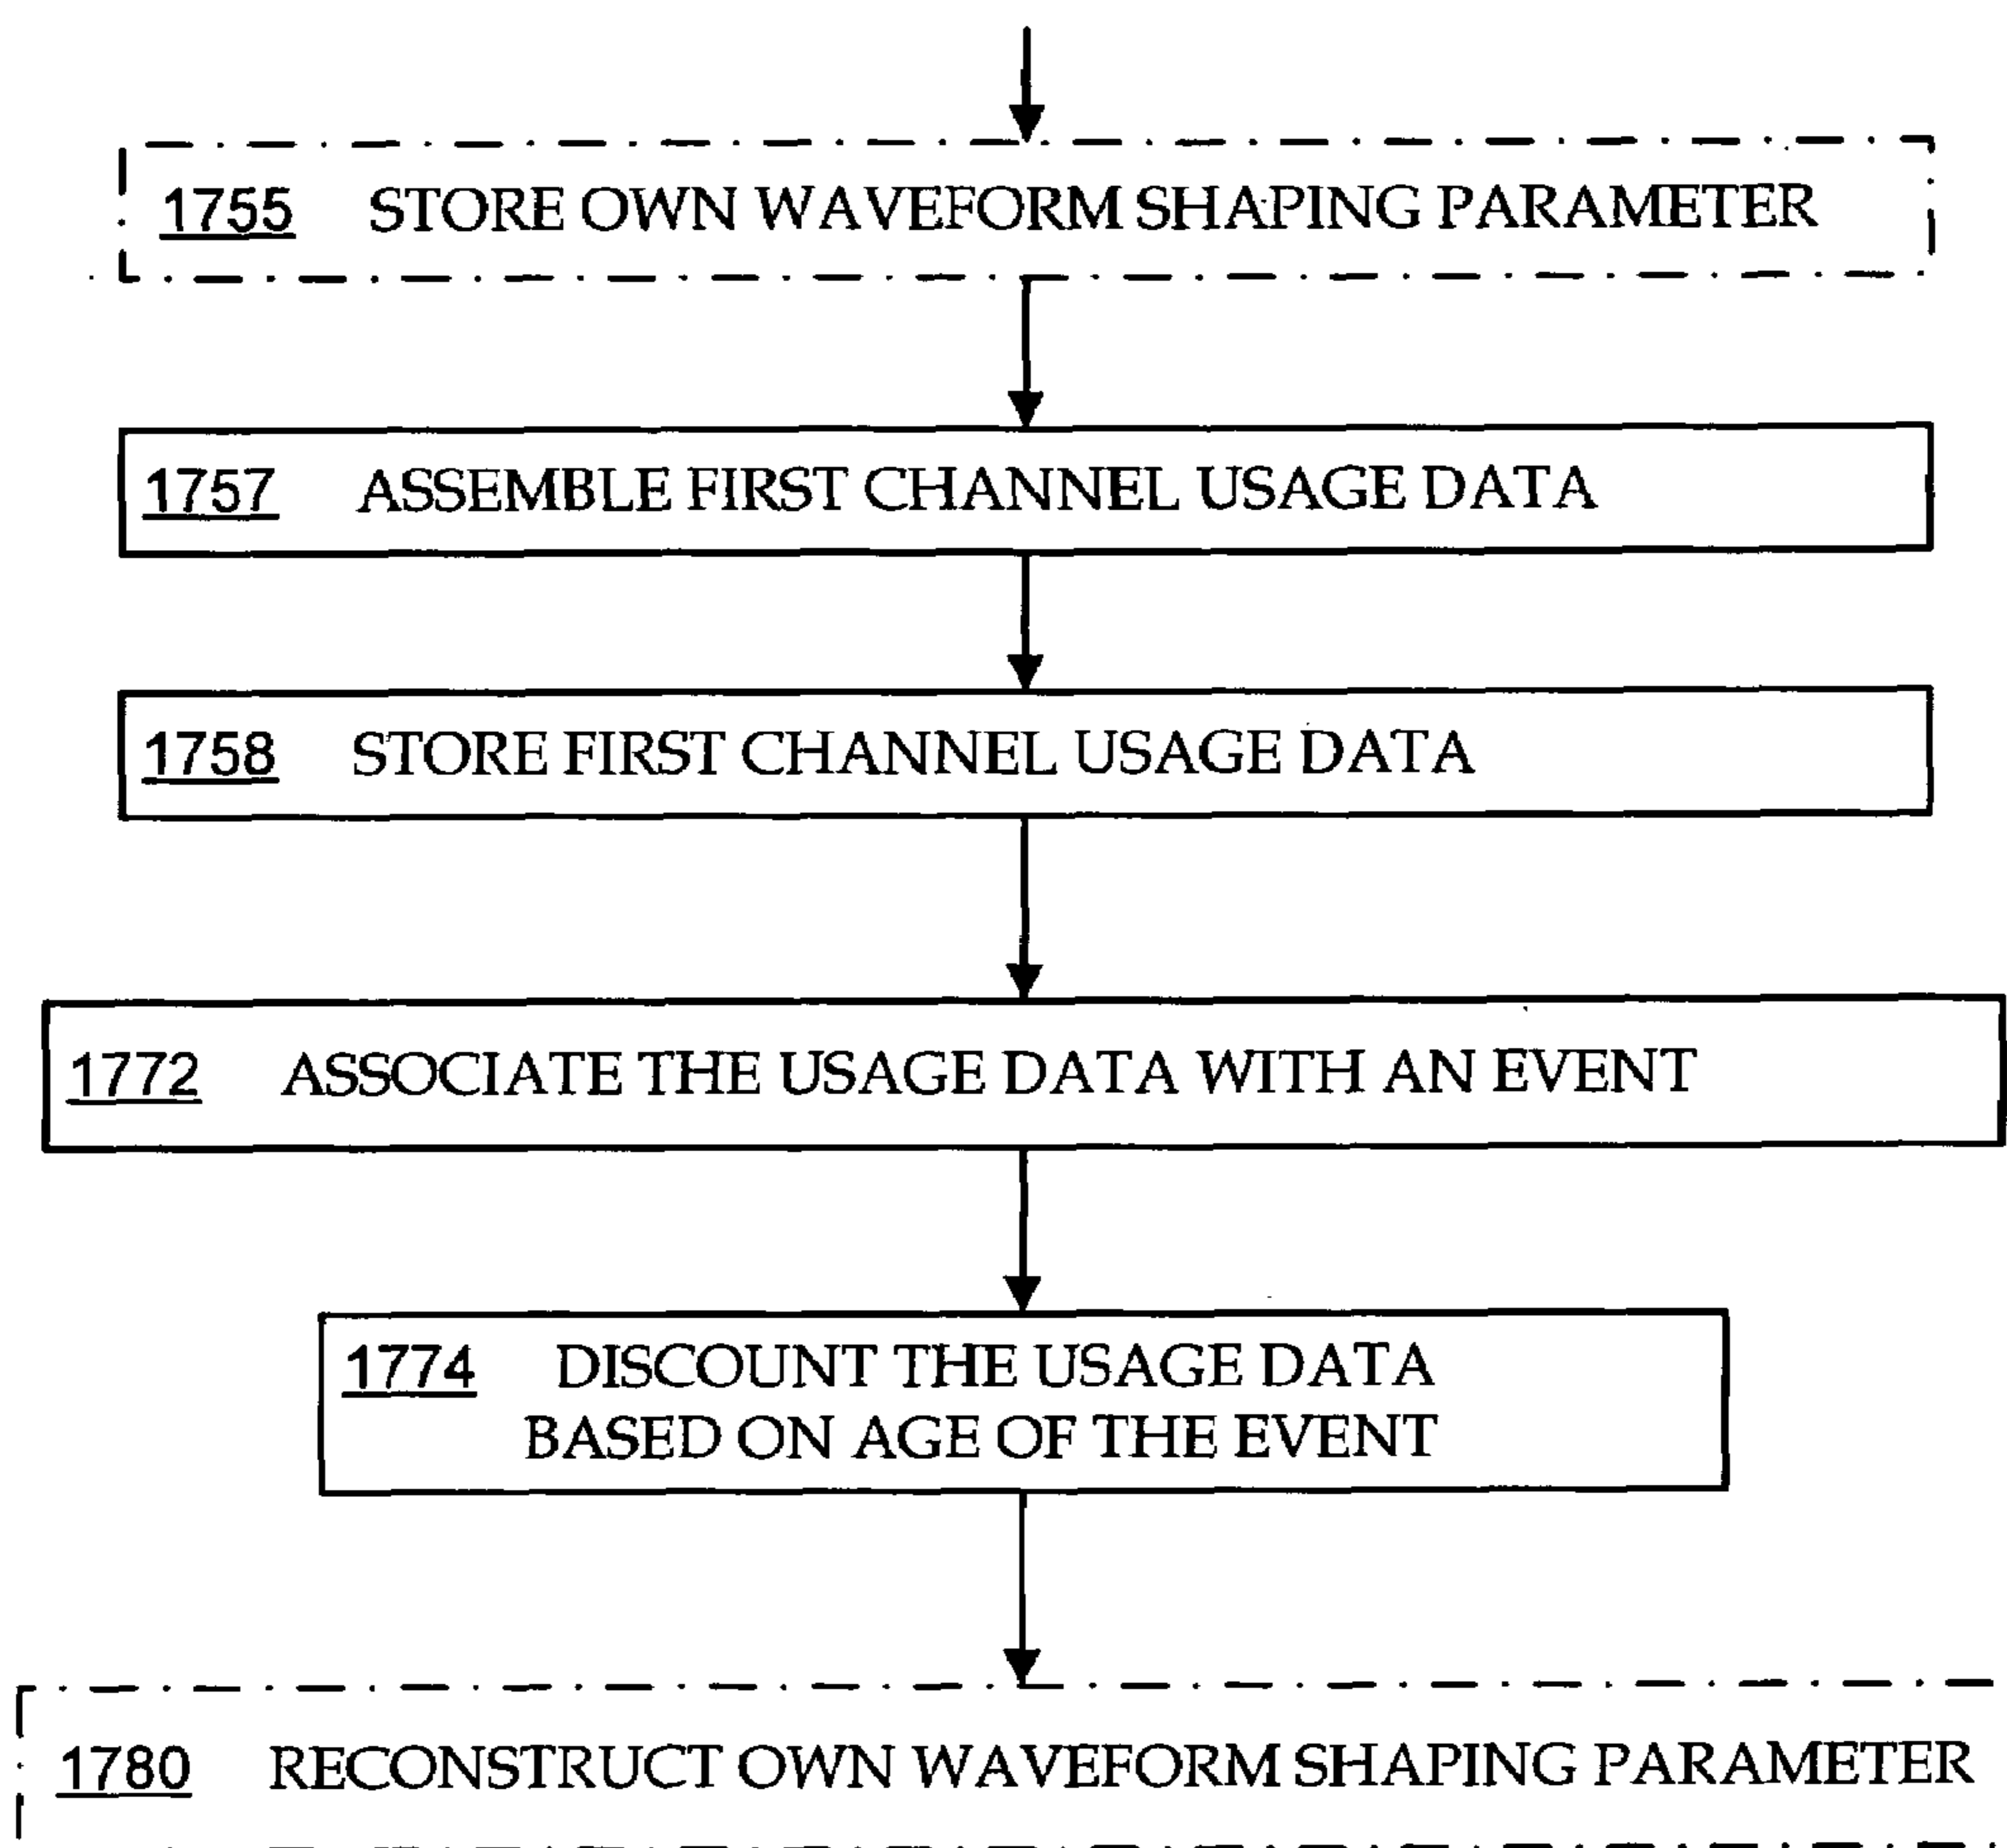 1755 STORE OWN WAVEFORM SHAPING PARAMETER
1757 ASSEMBLE FIRST CHANNEL USAGE DATA
1758 STORE FIRST CHANNEL USAGE DATA
1772 ASSOCIATE THE USAGE DATA WITH AN EVENT
1774 DISCOUNT THE USAGE DATA
BASED ON AGE OF THE EVENT
1780 RECONSTRUCT OWN WAVEFORM SHAPING PARAMETER